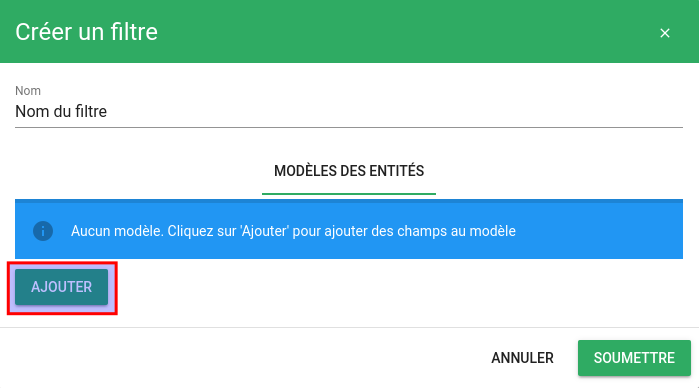 Créer un filtre
Nom
Nom du filtre
MODÈLES DES ENTITÉS
Aucun modèle. Cliquez sur 'Ajouter' pour ajouter des champs au modèle
AJOUTER
ANNULER
SOUMETTRE